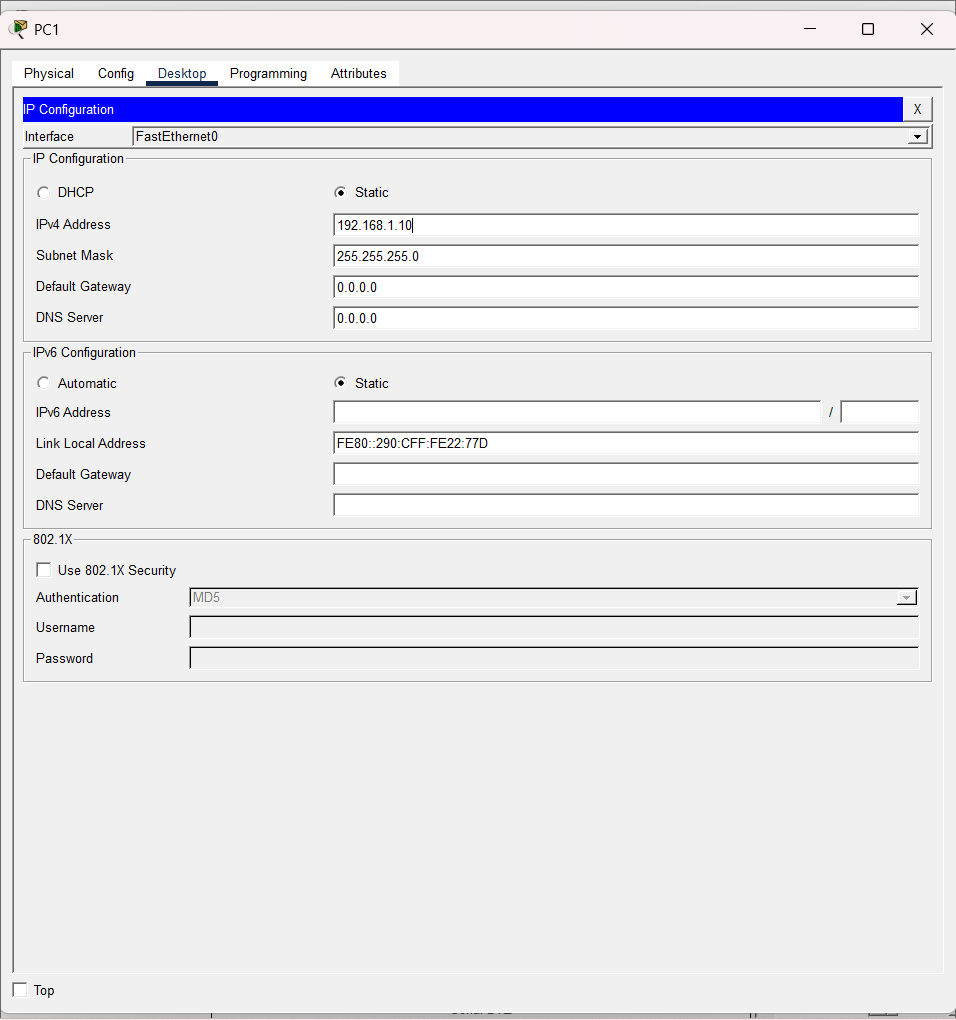 PC1
Physical Config Desktop Programming Attributes
IP Configuration X
Interface FastEthernet0
IP Configuration
DHCP Static
IPv4 Address 192.168.1.10
Subnet Mask 255.255.255.0
Default Gateway 0.0.0.0
DNS Server 0.0.0.0
IPv6 Configuration
Automatic Static
IPv6 Address /
Link Local Address FE80::290:CFF:FE22:77D
Default Gateway
DNS Server
802.1X
Use 802.1X Security
Authentication MD5
Username
Password
Top